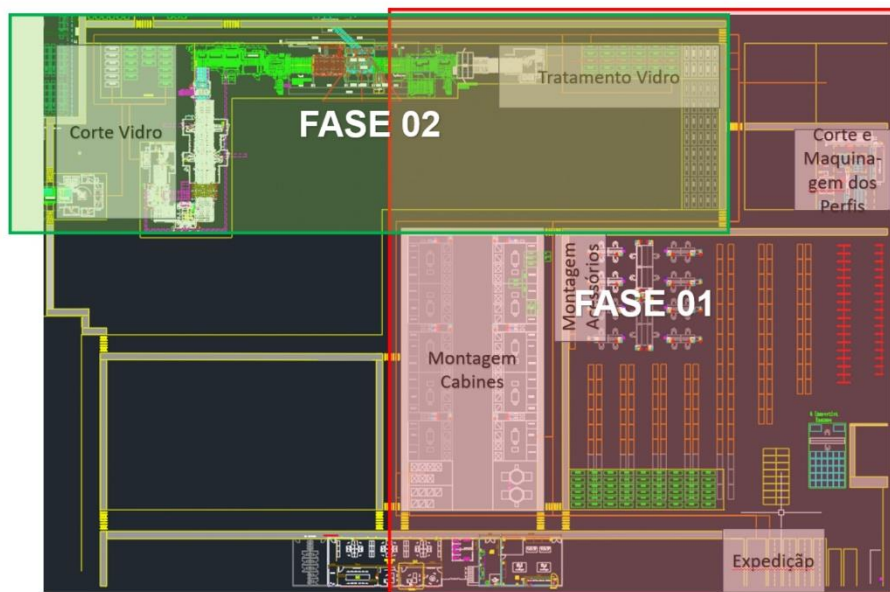 Tratamento Vidro
Corte Vidro
FASE 02
Corte e
Maquina-
gem dos
Perfis
Montagem
Acessórios
FASE 01
Montagem
Cabines
Expedição